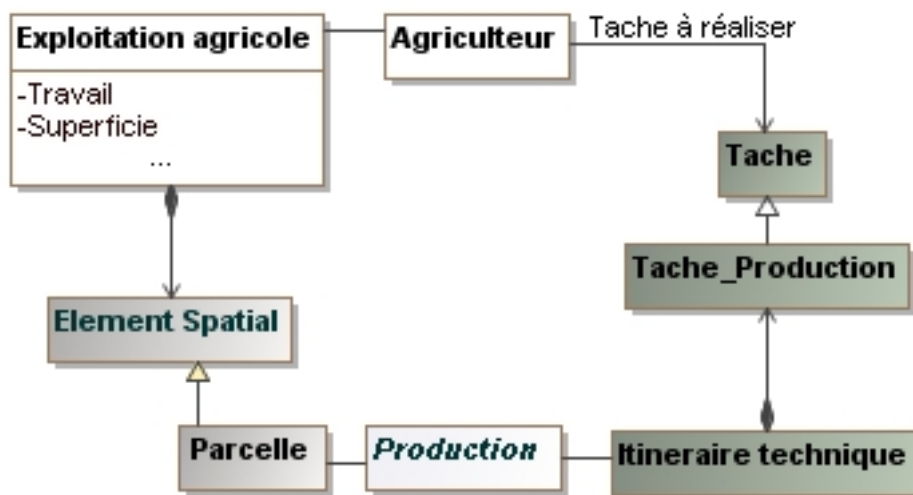 Exploitation agricole
-Travail
-Superficie
...
Agriculteur
Tache à réaliser
Tache
Tache_Production
Element Spatial
Parcelle
Production
Itineraire technique